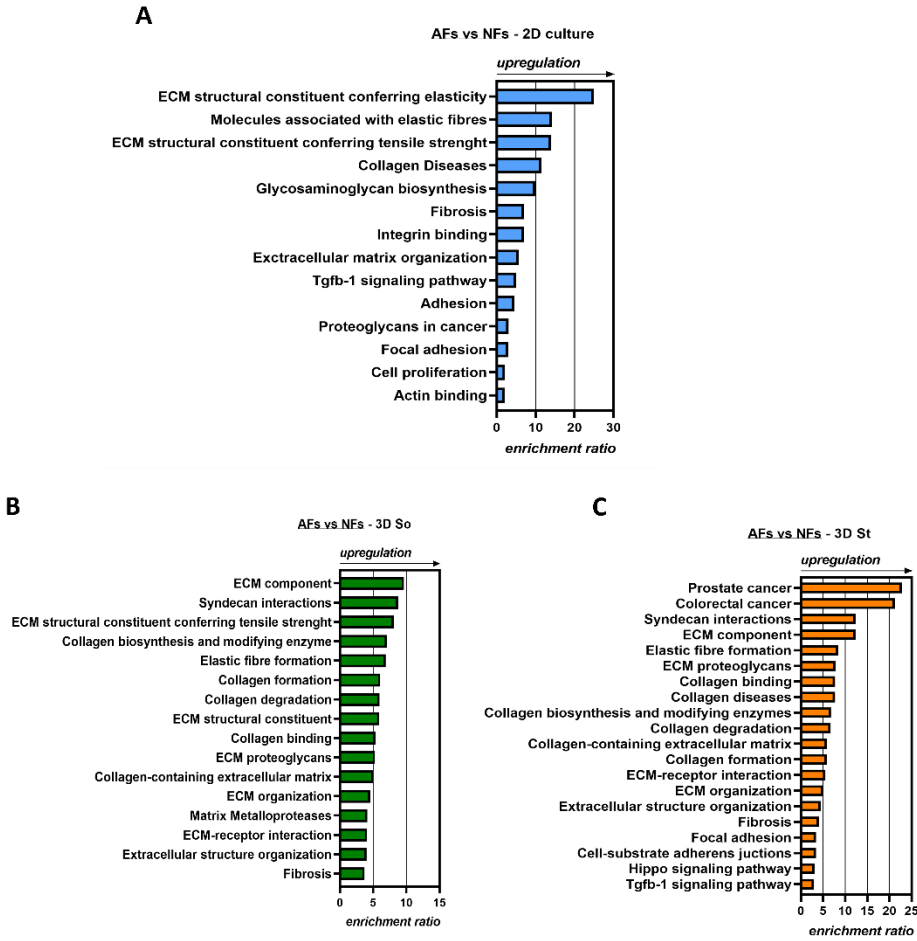 A
AFs vs NFs - 2D culture
upregulation
ECM structural constituent conferring elasticity
Molecules associated with elastic fibres
ECM structural constituent conferring tensile strenght
Collagen Diseases
Glycosaminoglycan biosynthesis
Fibrosis
Integrin binding
Exctracellular matrix organization
Tgfb-1 signaling pathway
Adhesion
Proteoglycans in cancer
Focal adhesion
Cell proliferation
Actin binding
0 10 20 30
enrichment ratio
B
AFs vs NFs - 3D So
upregulation
ECM component
Syndecan interactions
ECM structural constituent conferring tensile strenght
Collagen biosynthesis and modifying enzyme
Elastic fibre formation
Collagen formation
Collagen degradation
ECM structural constituent
Collagen binding
ECM proteoglycans
Collagen-containing extracellular matrix
ECM organization
Matrix Metalloproteases
ECM-receptor interaction
Extracellular structure organization
Fibrosis
0 5 10 15
enrichment ratio
C
AFs vs NFs - 3D St
upregulation
Prostate cancer
Colorectal cancer
Syndecan interactions
ECM component
Elastic fibre formation
ECM proteoglycans
Collagen binding
Collagen diseases
Collagen biosynthesis and modifying enzymes
Collagen degradation
Collagen-containing extracellular matrix
Collagen formation
ECM-receptor interaction
ECM organization
Extracellular structure organization
Fibrosis
Focal adhesion
Cell-substrate adherens juctions
Hippo signaling pathway
Tgfb-1 signaling pathway
0 5 10 15 20 25
enrichment ratio